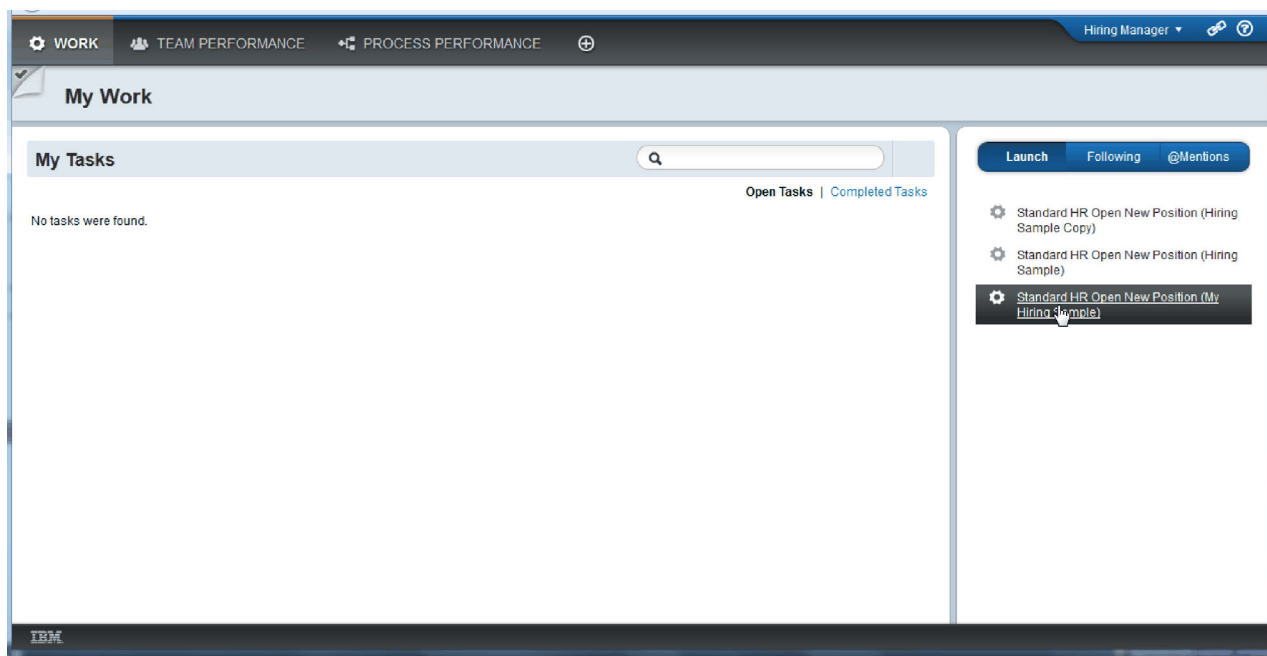 WORK TEAM PERFORMANCE PROCESS PERFORMANCE Hiring Manager
My Work
My Tasks
Launch Following @Mentions
Open Tasks | Completed Tasks
No tasks were found.
Standard HR Open New Position (Hiring
Sample Copy)
Standard HR Open New Position (Hiring
Sample)
Standard HR Open New Position (My
Hiring Sample)
IBM